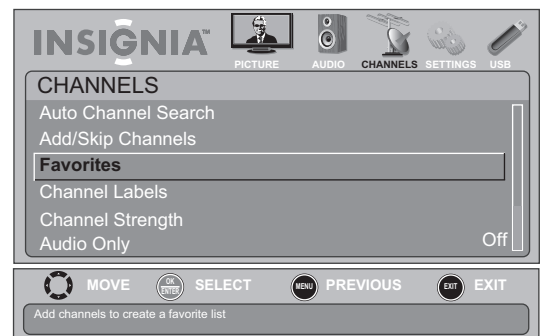 INSIGNIA™
PICTURE AUDIO CHANNELS SETTINGS USB
CHANNELS
Auto Channel Search
Add/Skip Channels
Favorites
Channel Labels
Channel Strength
Audio Only Off
MOVE OK ENTER SELECT MENU PREVIOUS EXIT EXIT
Add channels to create a favorite list